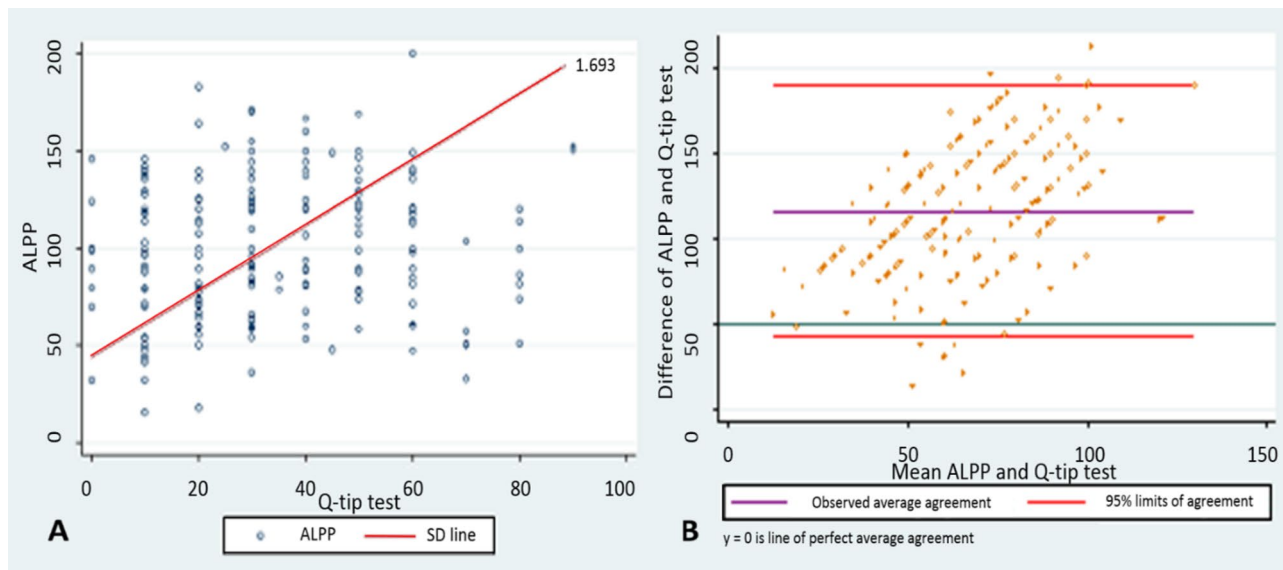 200
150
100
50
0
ALPP
1.693
0 20 40 60 80 100
Q-tip test
A
ALPP SD line
200
150
100
50
0
Difference of ALPP and Q-tip test
0 50 100 150
Mean ALPP and Q-tip test
Observed average agreement 95% limits of agreement
B
y = 0 is line of perfect average agreement